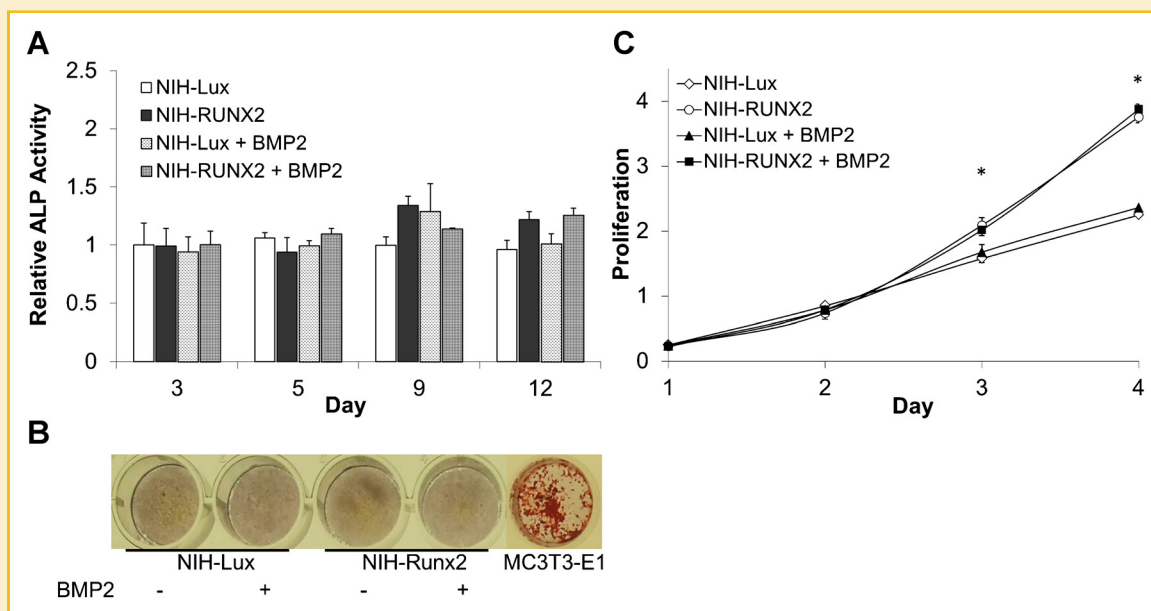 A
Relative ALP Activity
2.5
2
1.5
1
0.5
0
NIH-Lux
NIH-RUNX2
NIH-Lux + BMP2
NIH-RUNX2 + BMP2
3 5 9 12
Day
C
Proliferation
4
3
2
1
0
NIH-Lux
NIH-RUNX2
NIH-Lux + BMP2
NIH-RUNX2 + BMP2
*
*
1 2 3 4
Day
B
NIH-Lux NIH-Runx2 MC3T3-E1
BMP2 - + - +